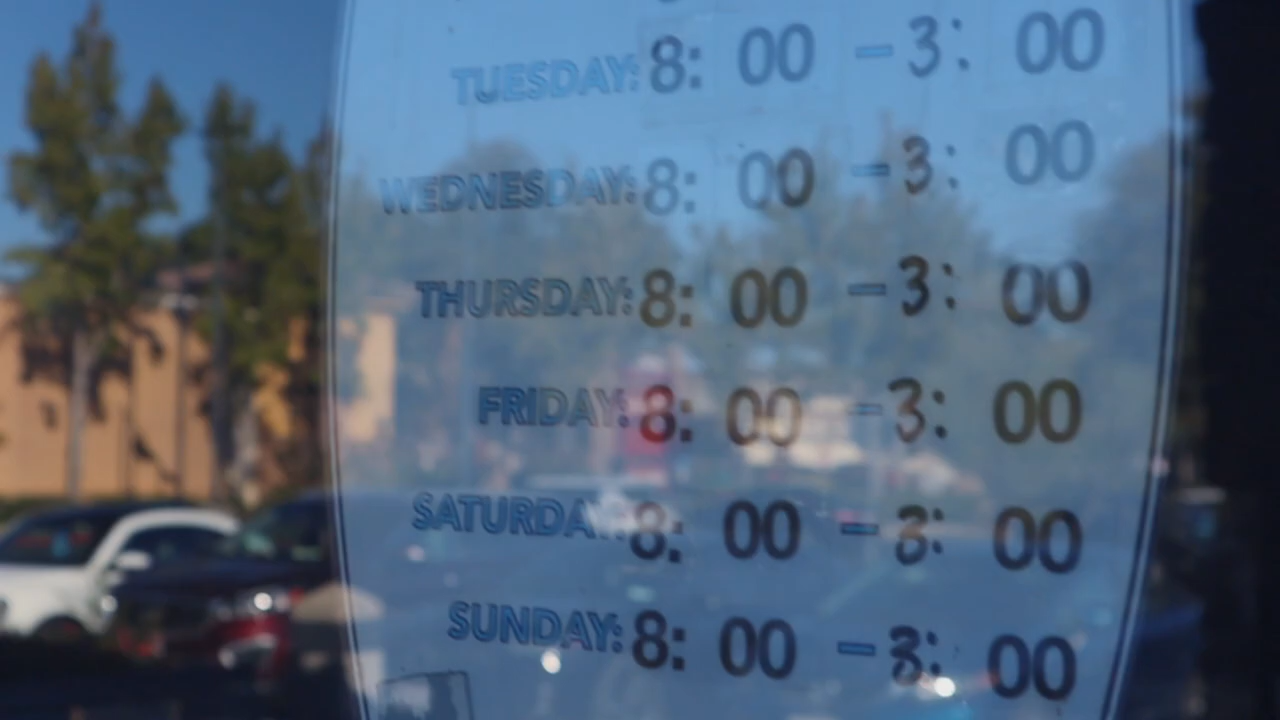 TUESDAY: 8: 00 - 3: 00
WEDNESDAY: 8: 00 - 3: 00
THURSDAY: 8: 00 - 3: 00
FRIDAY: 8: 00 - 3: 00
SATURDAY: 8: 00 - 3: 00
SUNDAY: 8: 00 - 3: 00